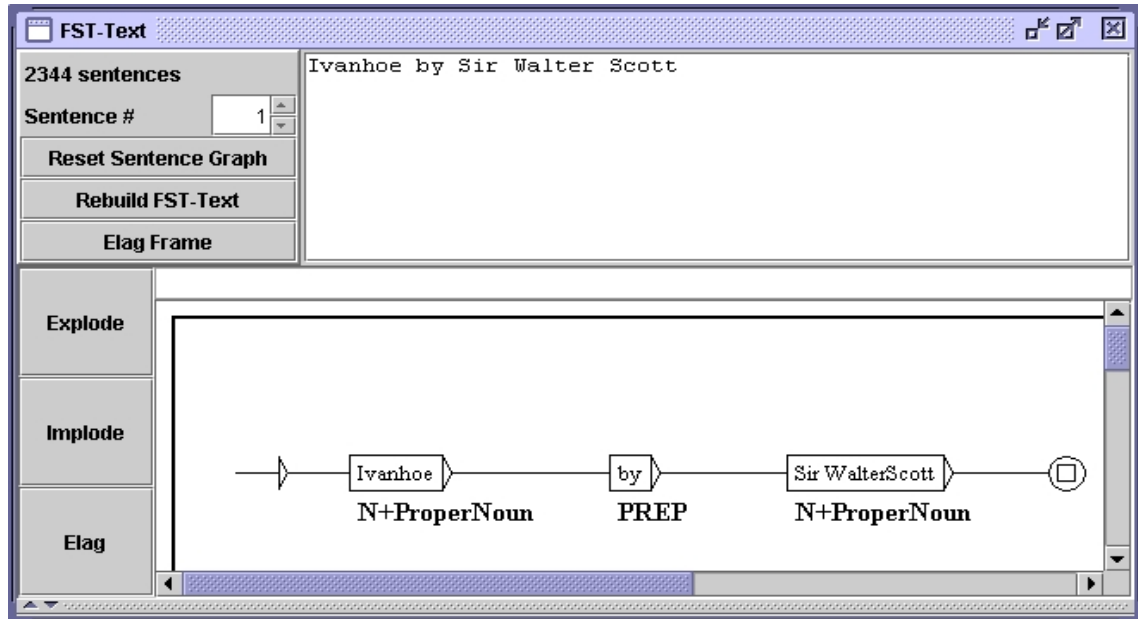 FST-Text
2344 sentences
Sentence # 1
Reset Sentence Graph
Rebuild FST-Text
Elag Frame
Ivanhoe by Sir Walter Scott
Explode
Implode
Elag
Ivanhoe by Sir WalterScott
N+ProperNoun PREP N+ProperNoun